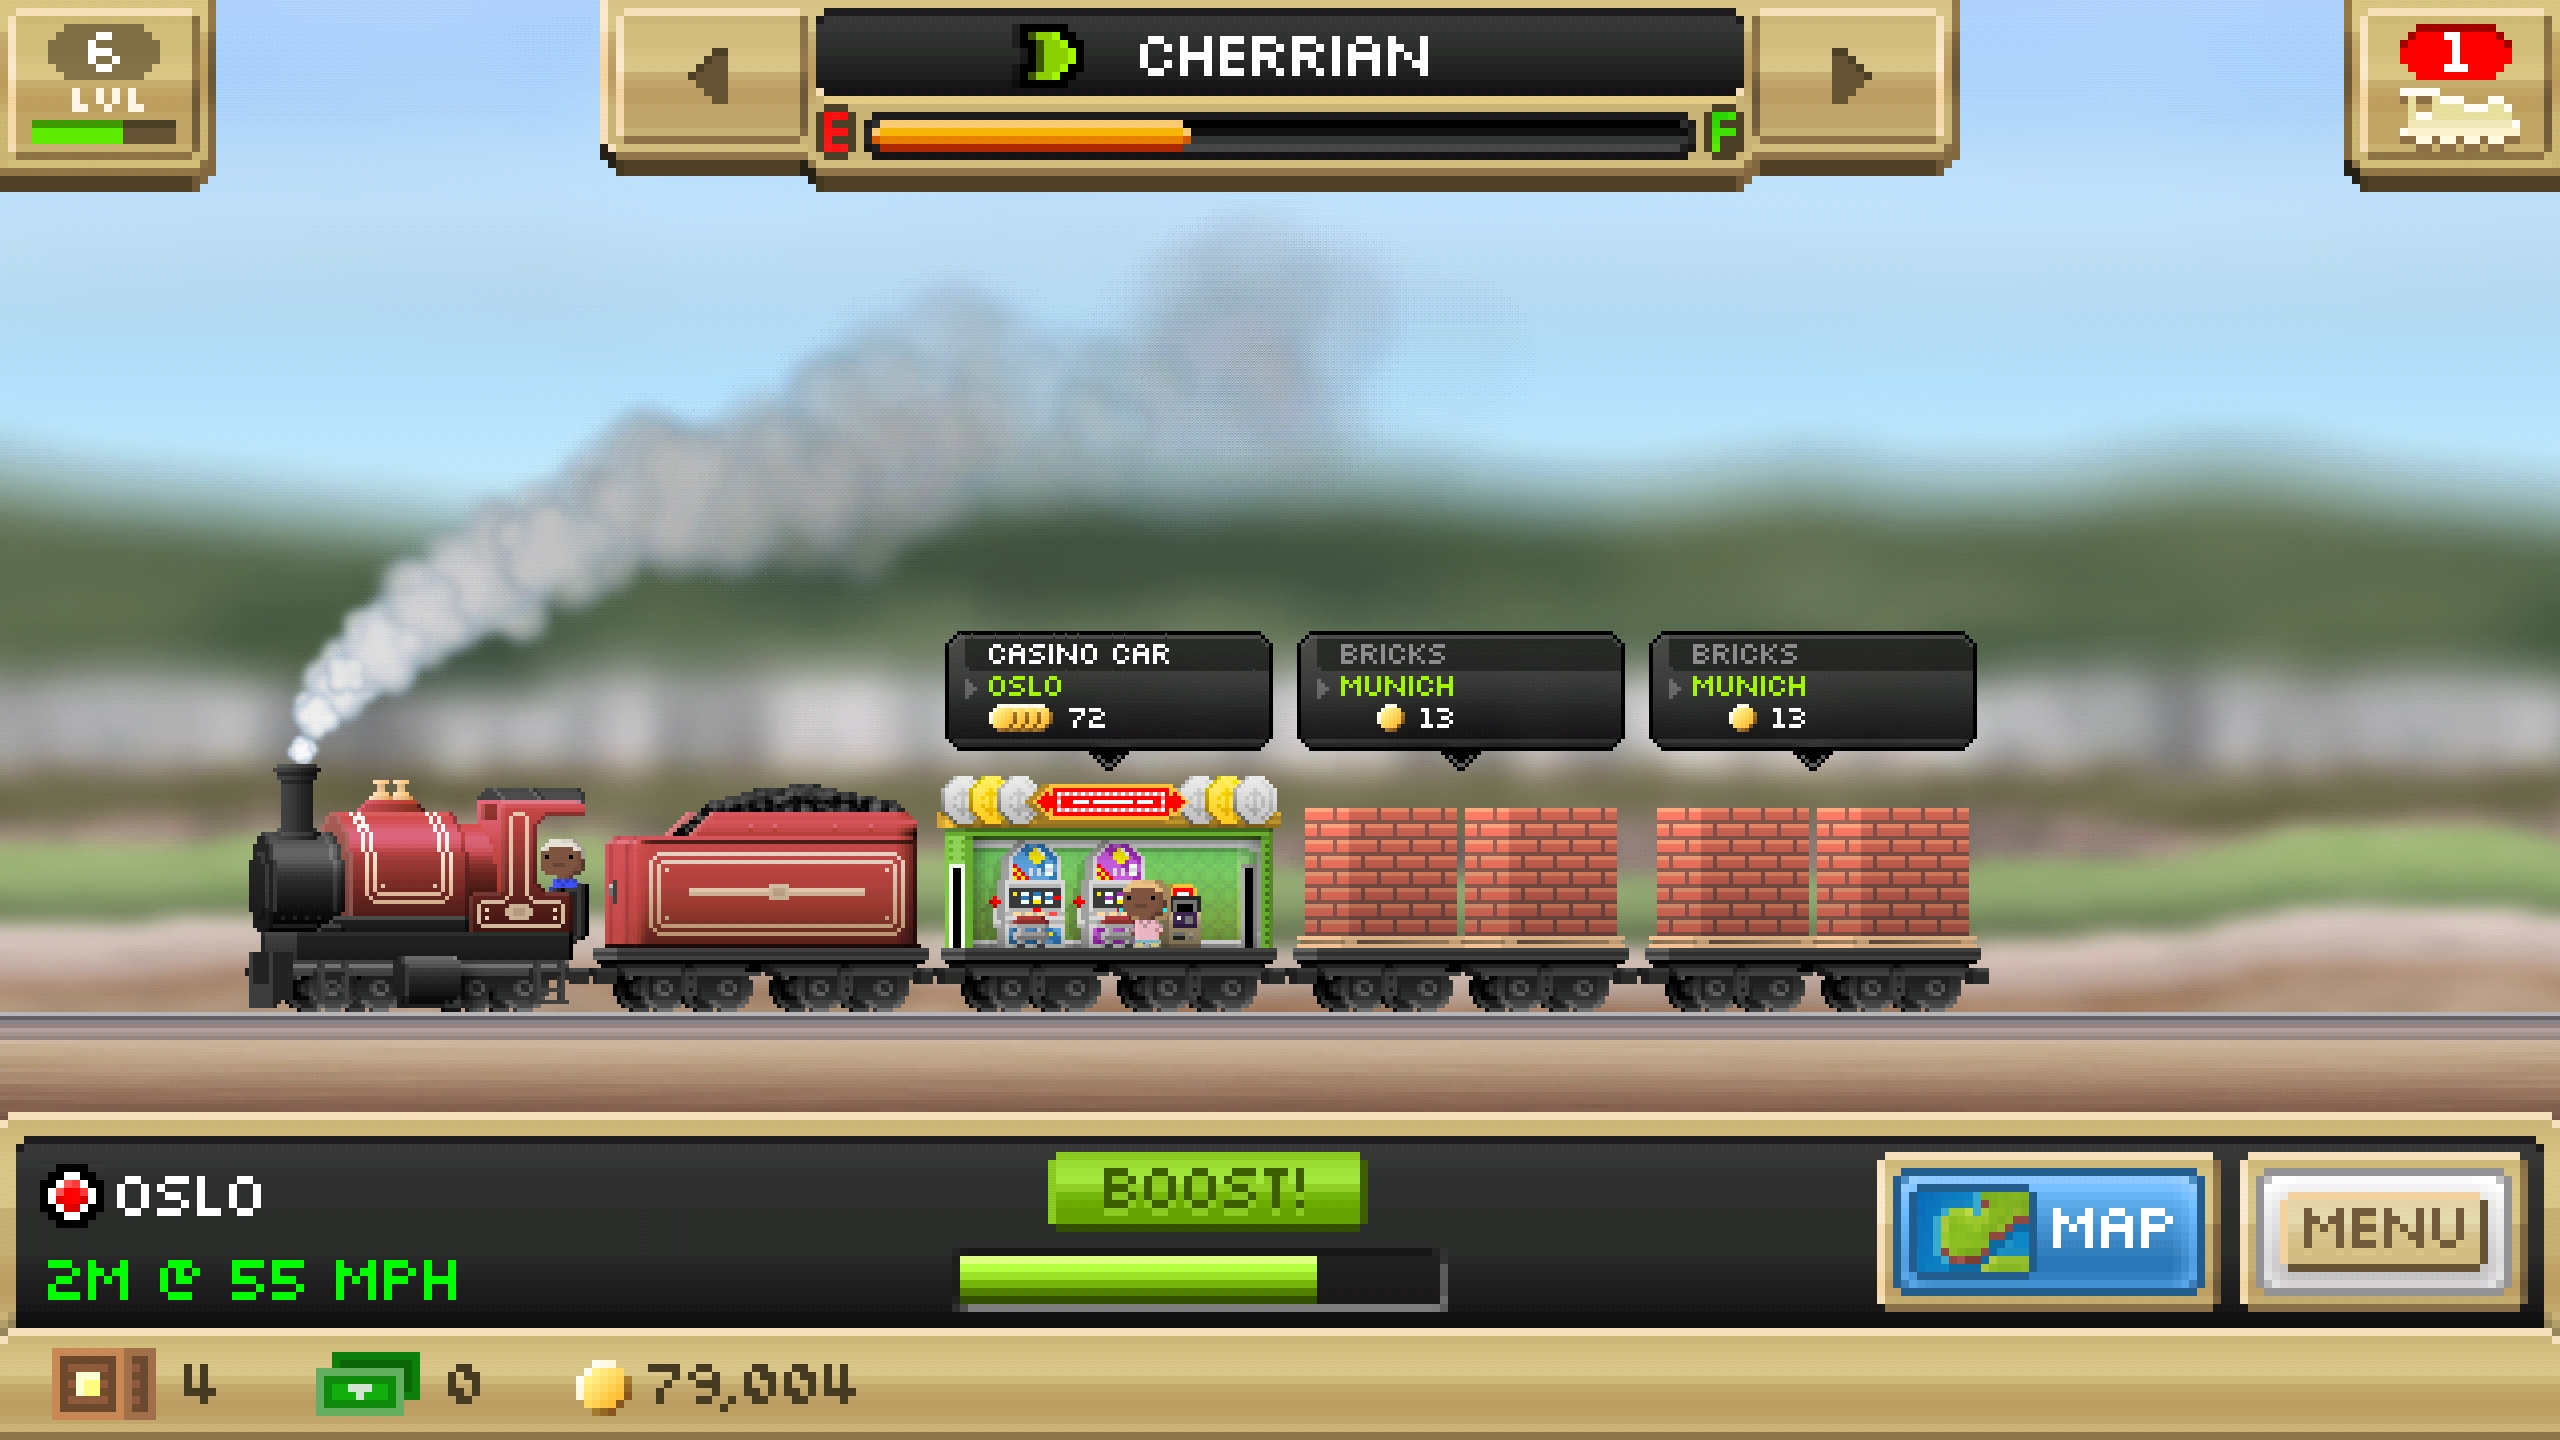 6
LVL
CHERRIAN
E F
1
CASINO CAR
OSLO
72
BRICKS
MUNICH
13
BRICKS
MUNICH
13
OSLO
2M @ 55 MPH
BOOST!
MAP
MENU
4
0
79,004